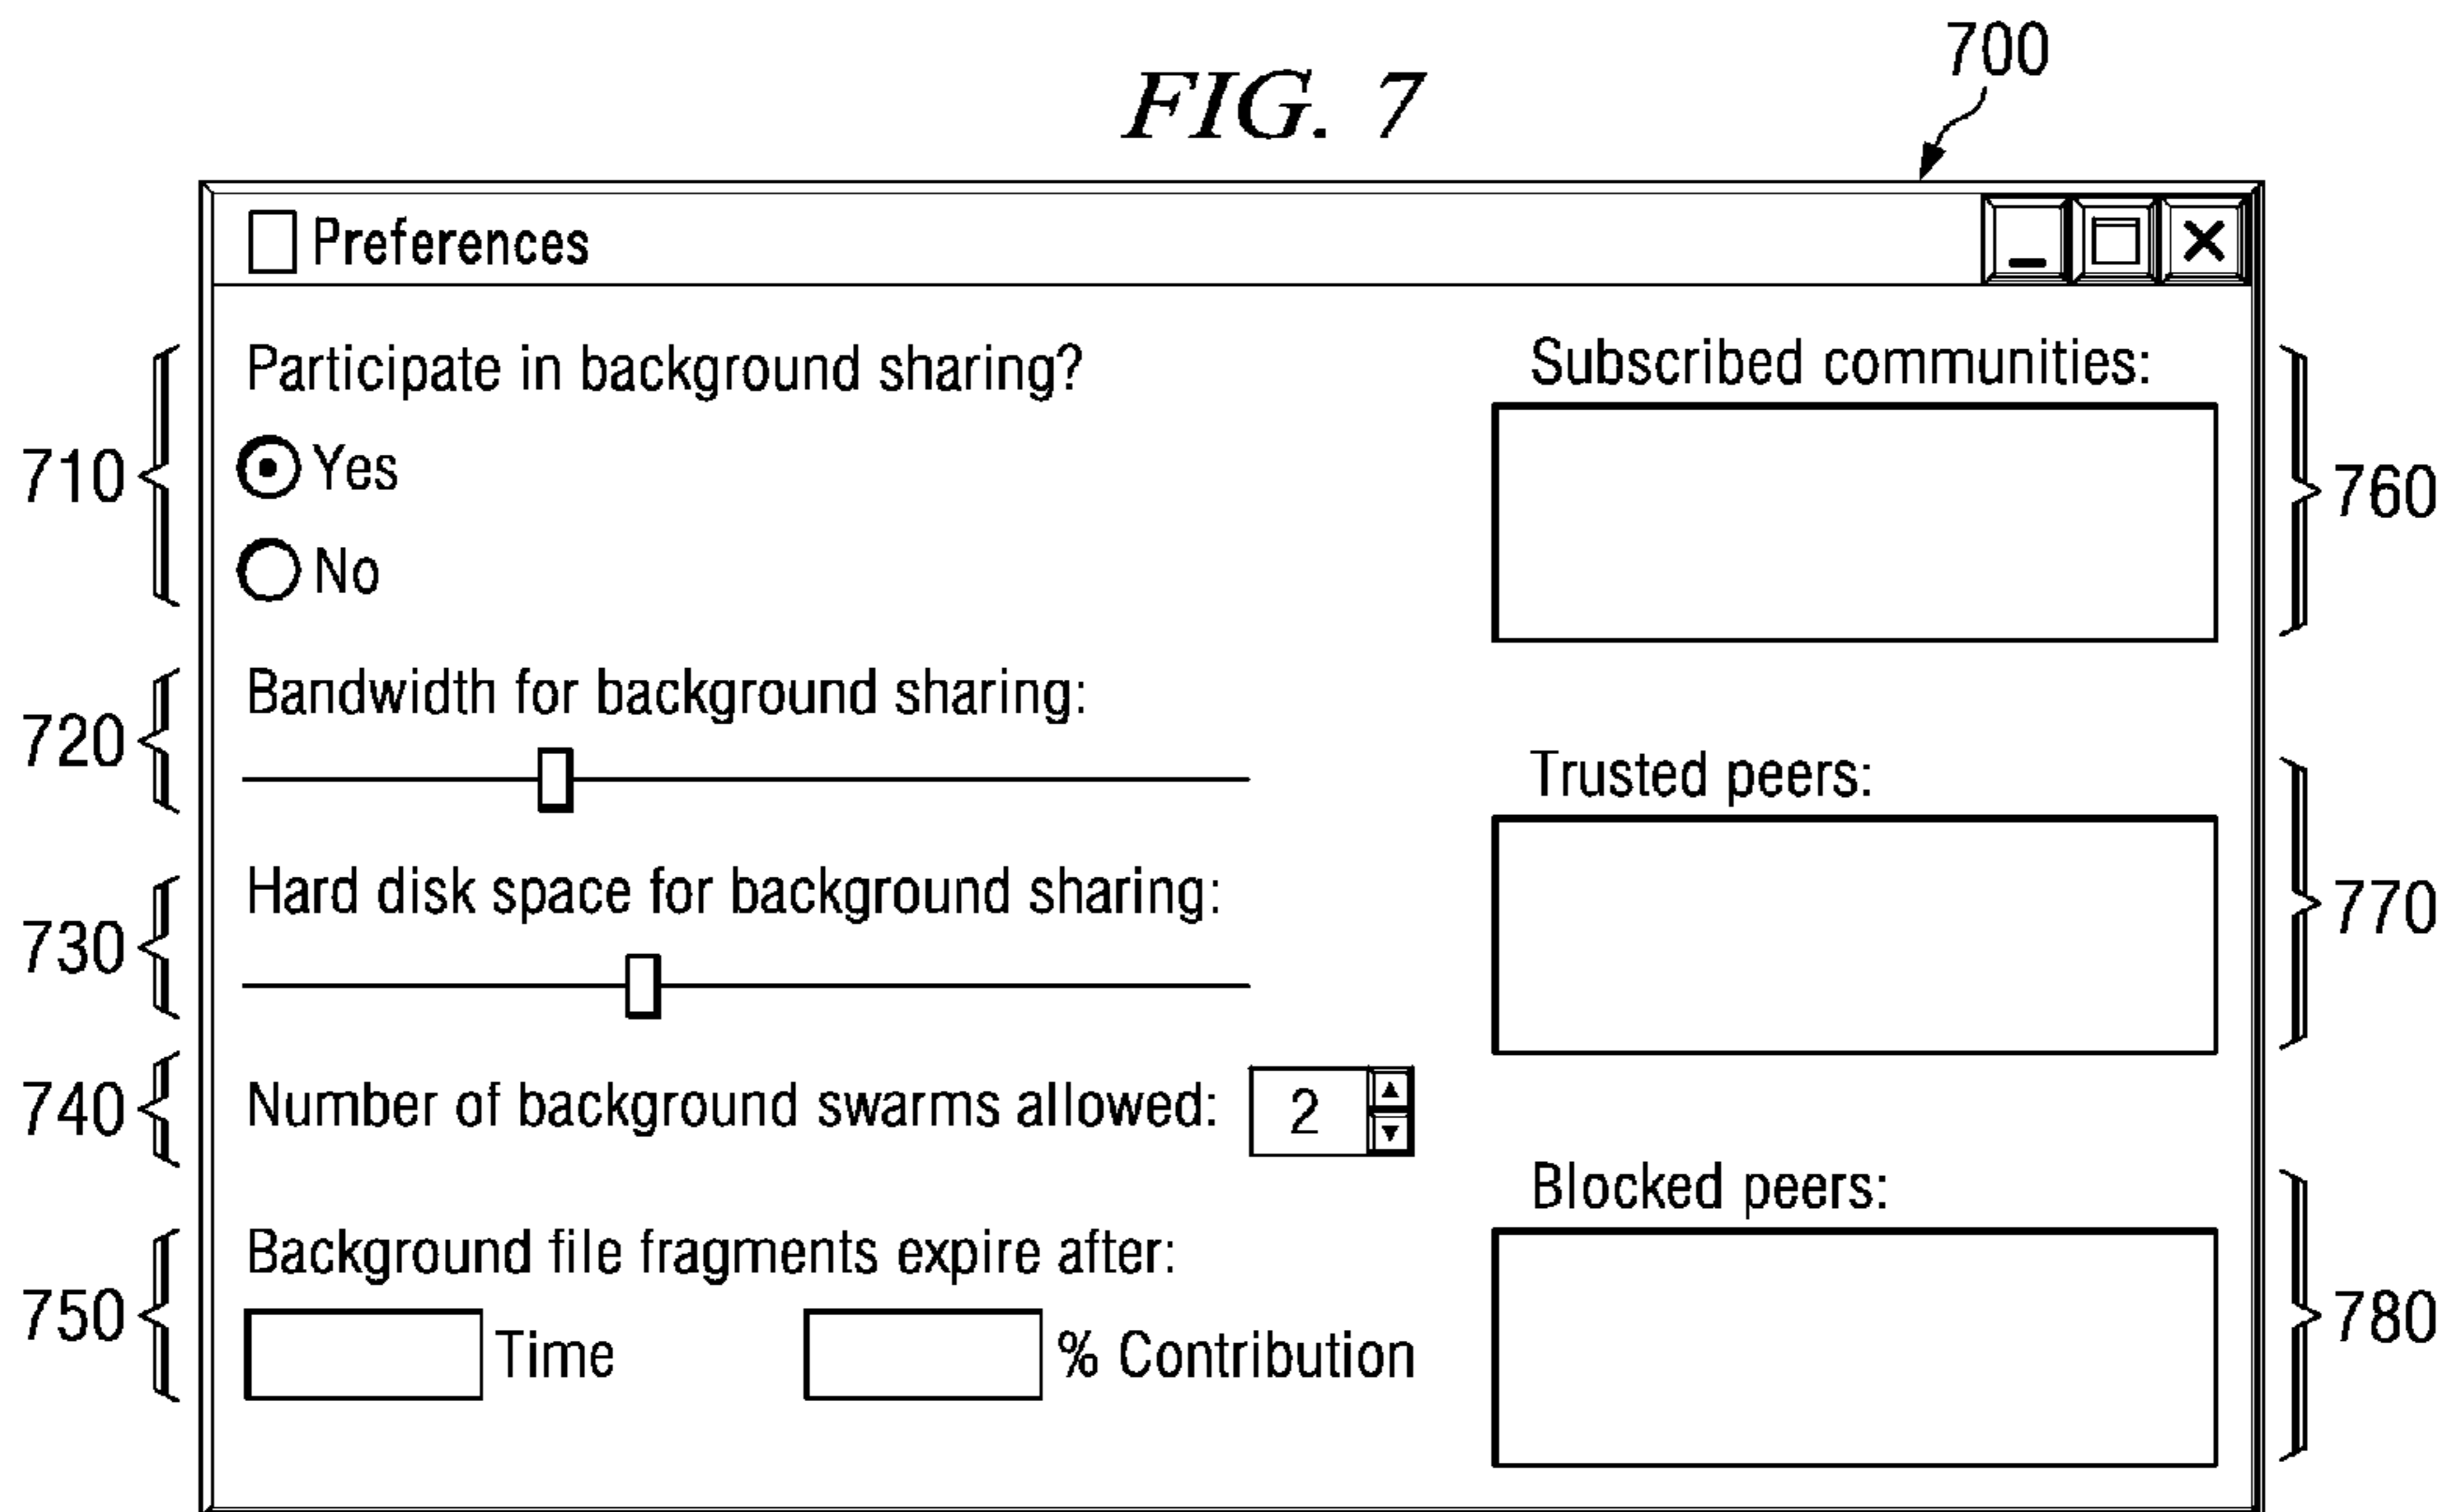 FIG. 7
700
Preferences
710
Participate in background sharing?
Yes
No
720
Bandwidth for background sharing:
730
Hard disk space for background sharing:
740
Number of background swarms allowed: 2
750
Background file fragments expire after:
Time % Contribution
Subscribed communities:
760
Trusted peers:
770
Blocked peers:
780